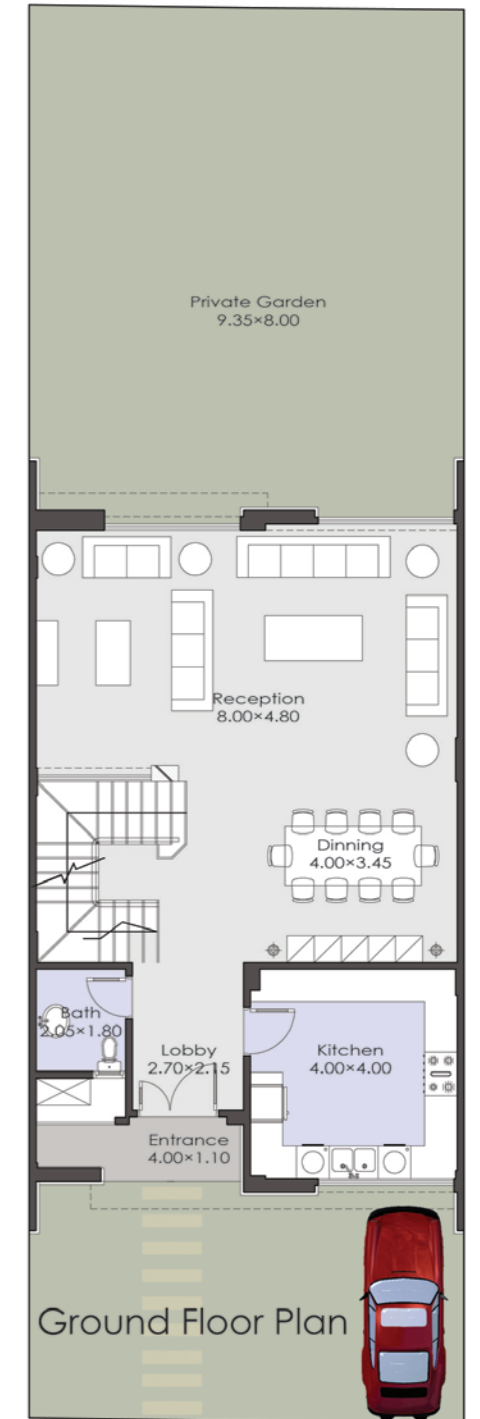 Private Garden
9.35×8.00
Reception
8.00×4.80
Dinning
4.00×3.45
Bath
2.05×1.80
Lobby
2.70×2.15
Kitchen
4.00×4.00
Entrance
4.00×1.10
Ground Floor Plan